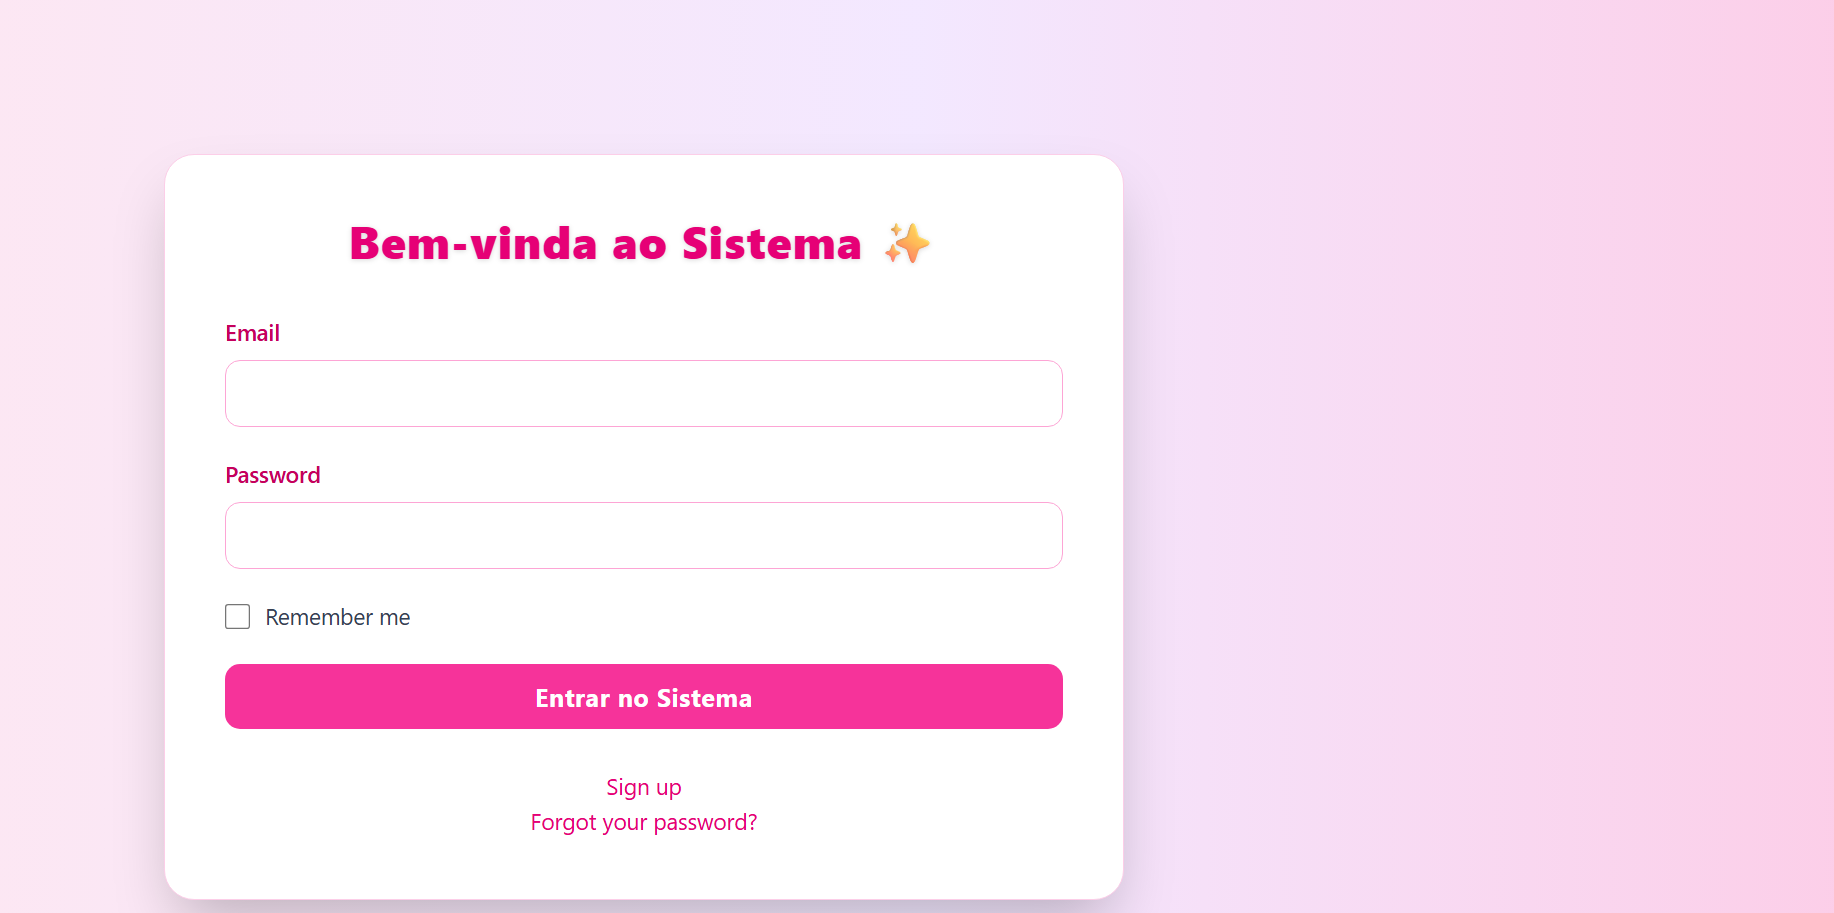 Bem-vinda ao Sistema ✨
Email
Password
Remember me
Entrar no Sistema
Sign up
Forgot your password?